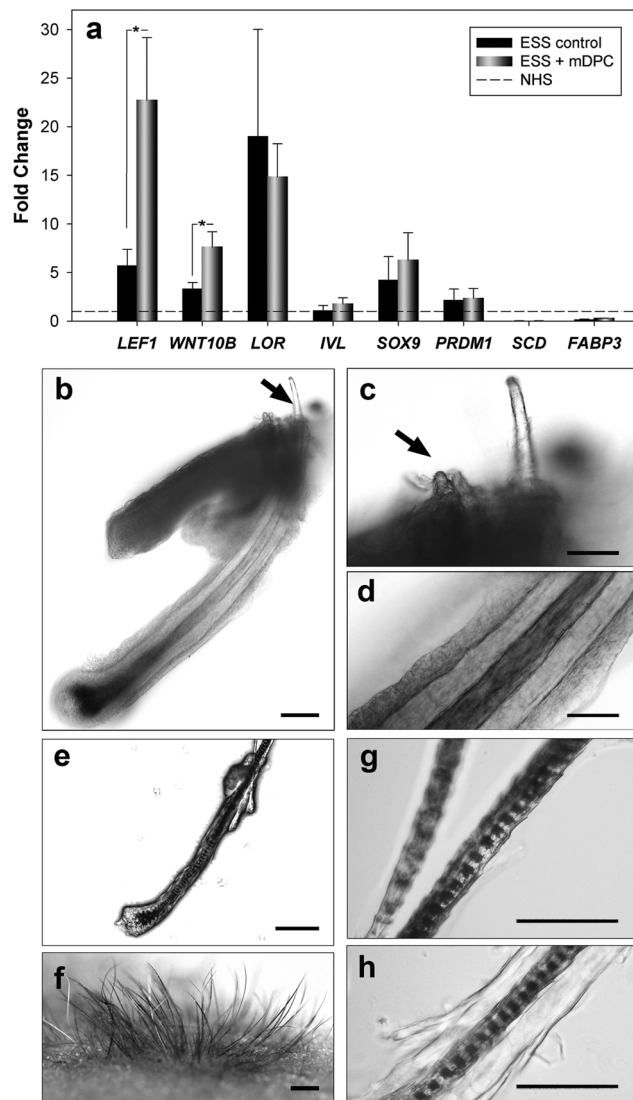 a
30
25
20
15
10
5
0
Fold Change
*
*
ESS control
ESS + mDPC
NHS
LEF1 WNT10B LOR IVL SOX9 PRDM1 SCD FABP3
b
c
d
e
g
f
h